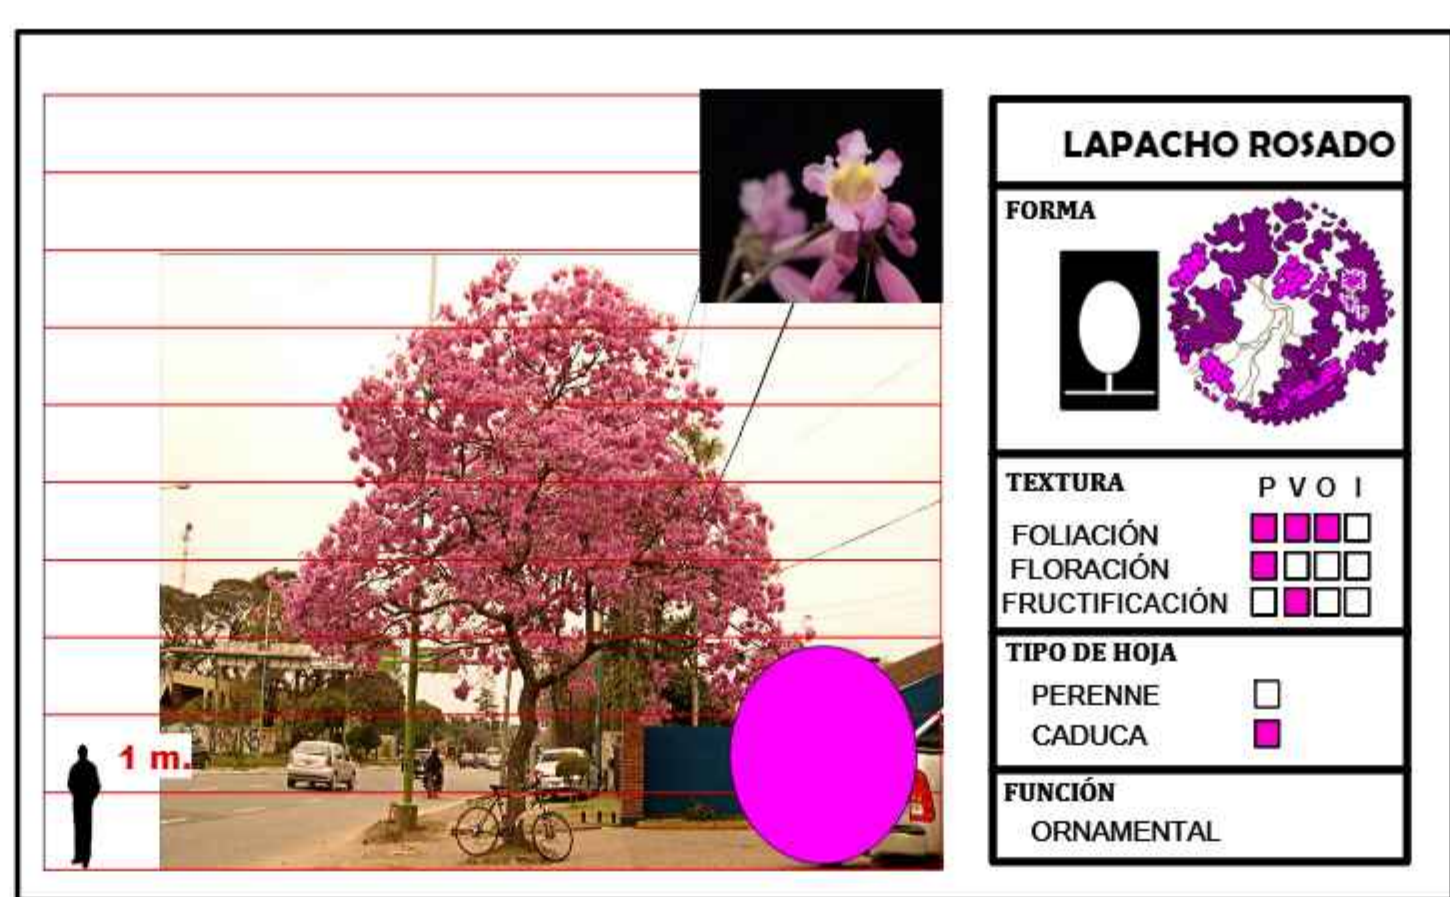 LAPACHO ROSADO
FORMA
TEXTURA
P V O I
FOLIACIÓN
FLORACIÓN
FRUCTIFICACIÓN
TIPO DE HOJA
PERENNE
CADUCA
FUNCIÓN
ORNAMENTAL
1 m.